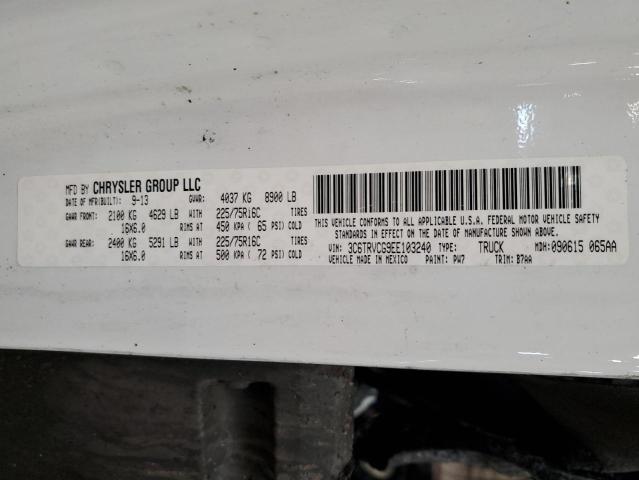 MFD BY CHRYSLER GROUP LLC
DATE OF MFR(BUILT): 9-13 GVWR: 4037 KG 8900 LB
GAWR FRONT: 2100 KG 4629 LB WITH 225/75R16C TIRES
16X6.0 RIMS AT 450 KPA ( 65 PSI) COLD
GAWR REAR: 2400 KG 5291 LB WITH 225/75R16C TIRES
16X6.0 RIMS AT 500 KPA ( 72 PSI) COLD
THIS VEHICLE CONFORMS TO ALL APPLICABLE U.S.A. FEDERAL MOTOR VEHICLE SAFETY
STANDARDS IN EFFECT ON THE DATE OF MANUFACTURE SHOWN ABOVE.
VIN: 3C6TRVCG9EE103240 TYPE: TRUCK MDH: 090615 065AA
VEHICLE MADE IN MEXICO PAINT: PW7 TRIM: B7AA